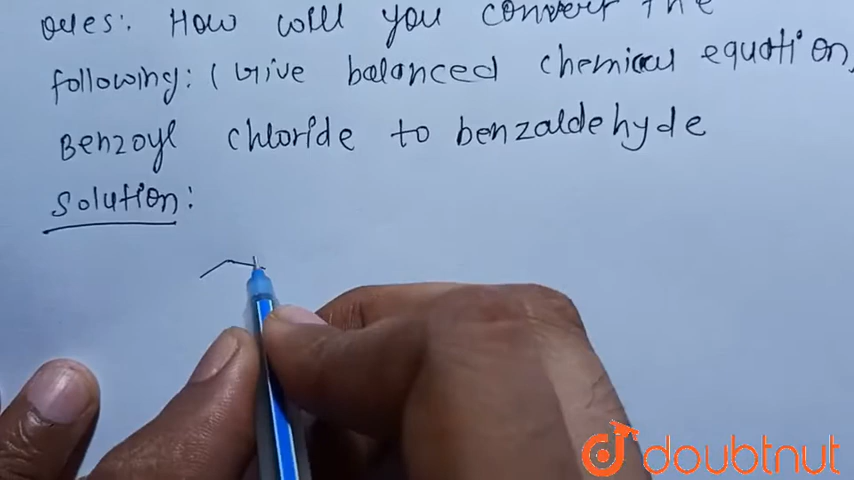 Ques: How will you convert the
following: (Give balanced chemical equation,
Benzoyl chloride to benzaldehyde
Solution:
doubtnut